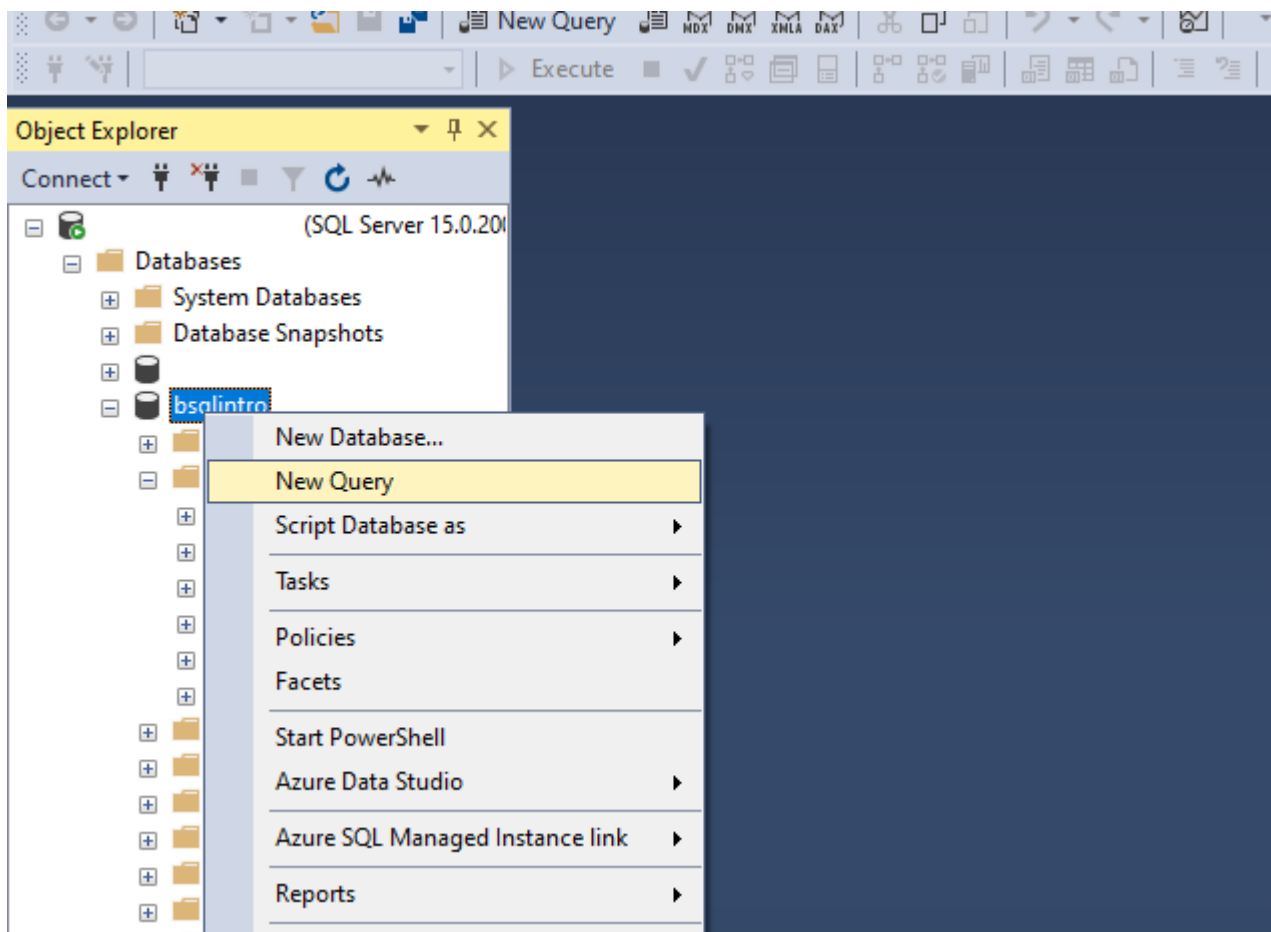 New Query MDX DMX XMLA DAX
Execute
Object Explorer
Connect
(SQL Server 15.0.200
Databases
System Databases
Database Snapshots
bsqlintro
New Database...
New Query
Script Database as
Tasks
Policies
Facets
Start PowerShell
Azure Data Studio
Azure SQL Managed Instance link
Reports